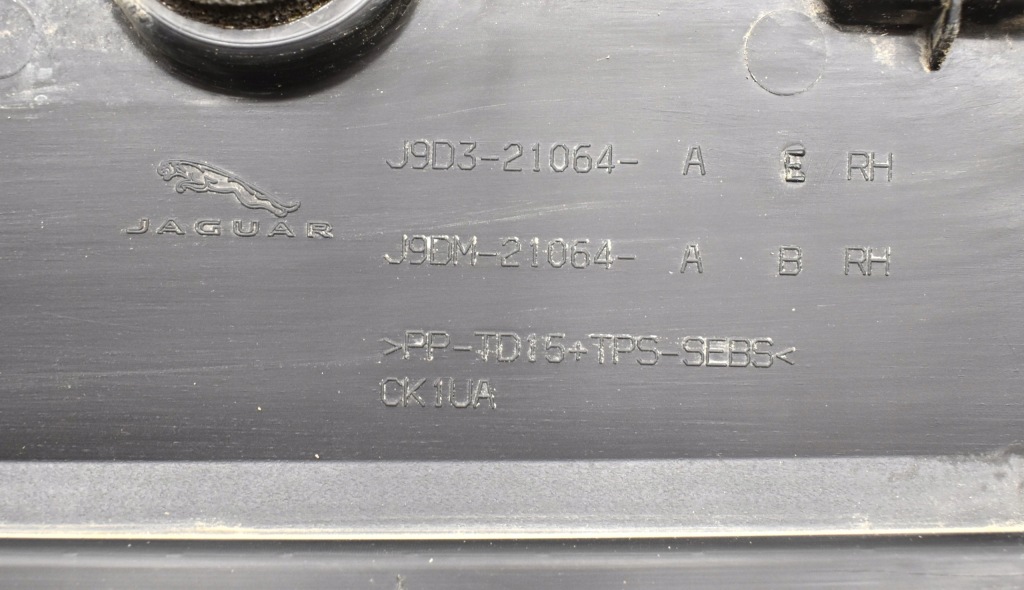 JAGUAR
J9D3-21064- A E RH
J9DM-21064- A B RH
>PP-TD15+TPS-SEBS<
CK1UA